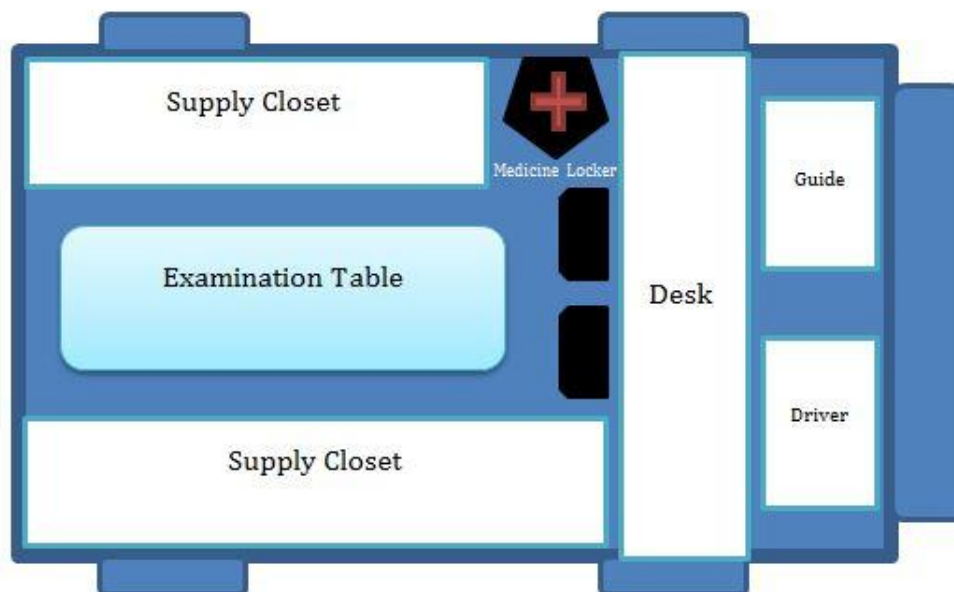 Supply Closet
Medicine Locker
Guide
Examination Table
Desk
Driver
Supply Closet